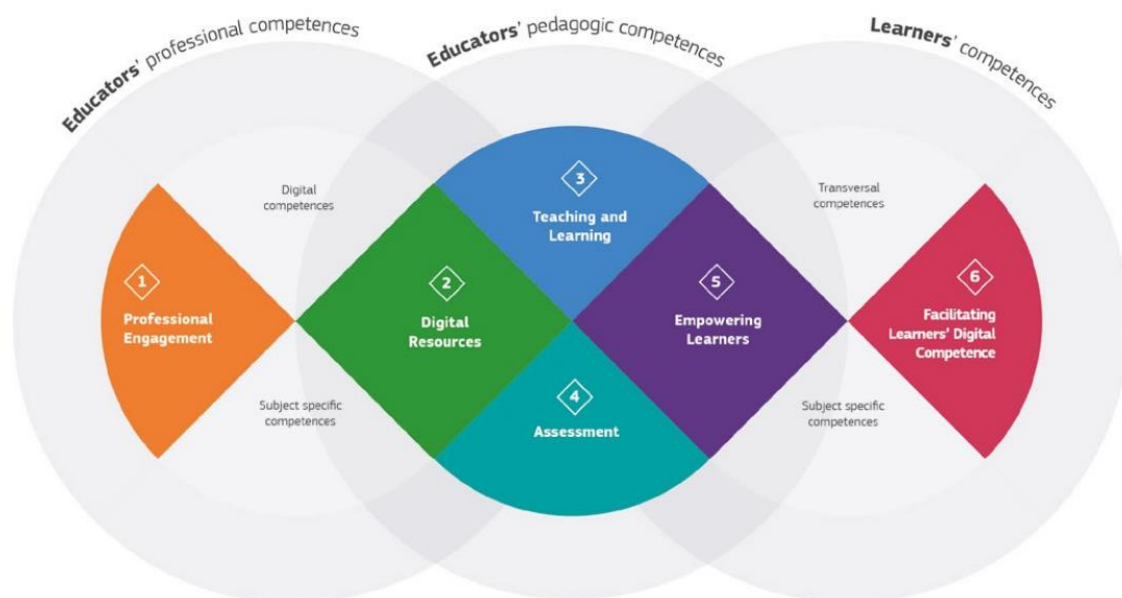 Educators' professional competences
Educators' pedagogic competences
Learners' competences
Digital
competences
Transversal
competences
1
Professional
Engagement
2
Digital
Resources
3
Teaching and
Learning
4
Assessment
5
Empowering
Learners
6
Facilitating
Learners' Digital
Competence
Subject specific
competences
Subject specific
competences